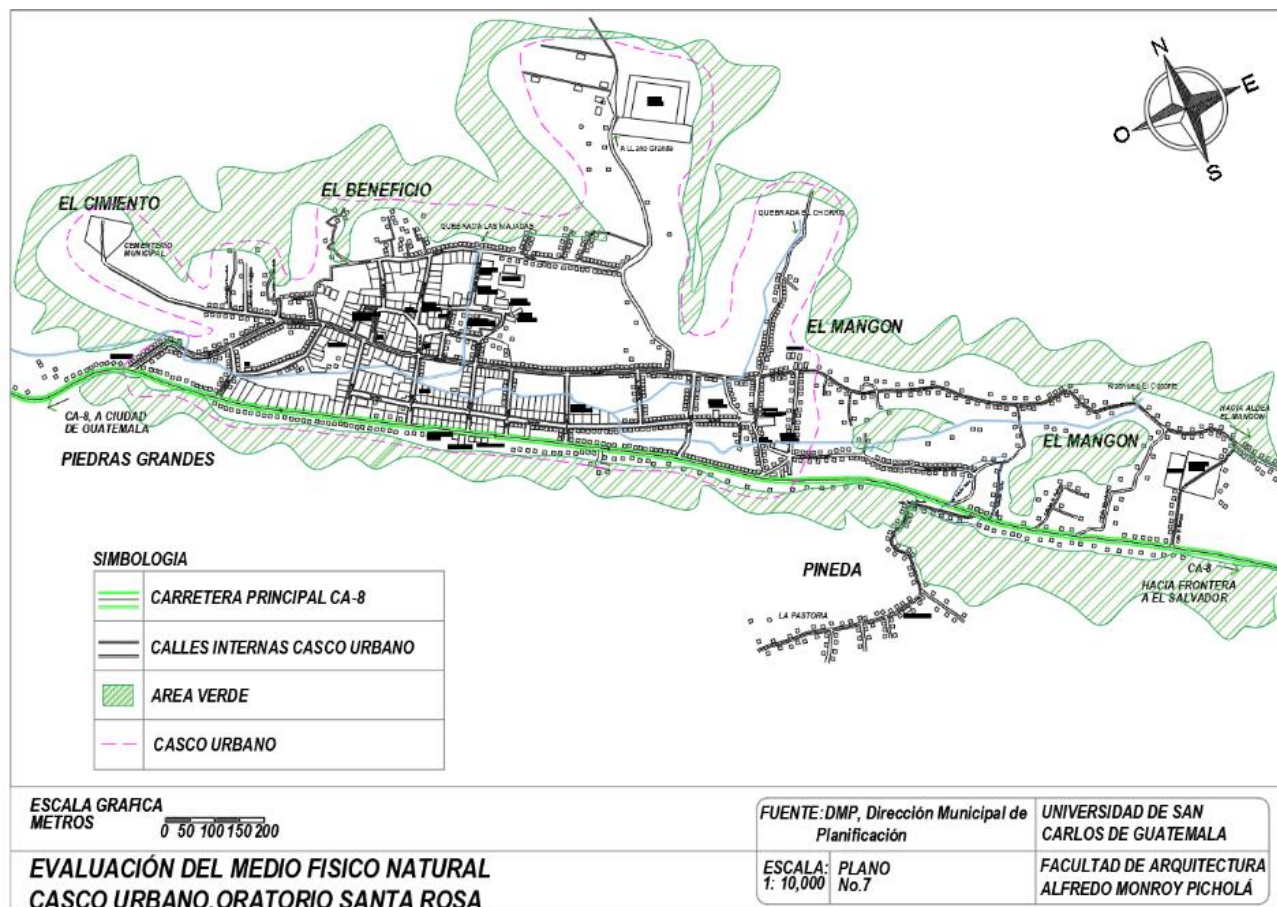 N
E
O
S
A LLano Grande
EL CIMIENTO
EL BENEFICIO
CEMENTERIO
MUNICIPAL
QUEBRADA LAS MAJADAS
QUEBRADA EL CHORRO
EL MANGON
HACIA ALDEA
EL MANGON
EL MANGON
CA-8, A CIUDAD
DE GUATEMALA
PIEDRAS GRANDES
PINEDA
LA PASTORIA
CA-8
HACIA FRONTERA
A EL SALVADOR
SIMBOLOGIA
CARRETERA PRINCIPAL CA-8
CALLES INTERNAS CASCO URBANO
AREA VERDE
CASCO URBANO
ESCALA GRAFICA
METROS
0 50 100 150 200
EVALUACIÓN DEL MEDIO FISICO NATURAL
CASCO URBANO, ORATORIO SANTA ROSA
FUENTE: DMP, Dirección Municipal de
Planificación
UNIVERSIDAD DE SAN
CARLOS DE GUATEMALA
ESCALA:
1: 10,000
PLANO
No.7
FACULTAD DE ARQUITECTURA
ALFREDO MONROY PICHOLÁ